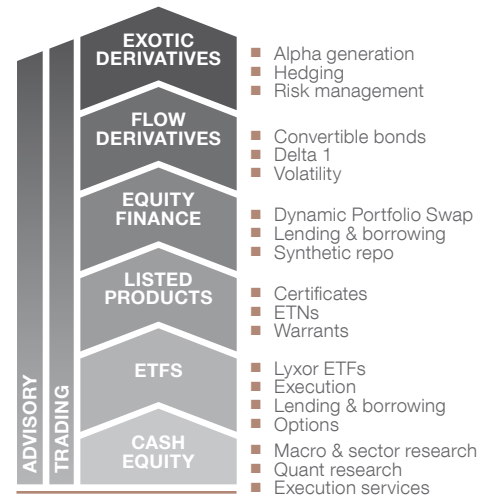 EXOTIC
DERIVATIVES
Alpha generation
Hedging
Risk management
FLOW
DERIVATIVES
Convertible bonds
Delta 1
Volatility
EQUITY
FINANCE
Dynamic Portfolio Swap
Lending & borrowing
Synthetic repo
LISTED
PRODUCTS
Certificates
ETNs
Warrants
ETFS
Lyxor ETFs
Execution
Lending & borrowing
Options
CASH
EQUITY
Macro & sector research
Quant research
Execution services
ADVISORY
TRADING